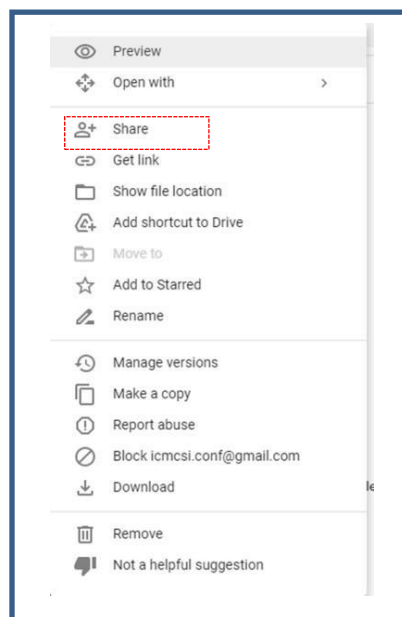 Preview
Open with
Share
Get link
Show file location
Add shortcut to Drive
Move to
Add to Starred
Rename
Manage versions
Make a copy
Report abuse
Block icmcsi.conf@gmail.com
Download
Remove
Not a helpful suggestion